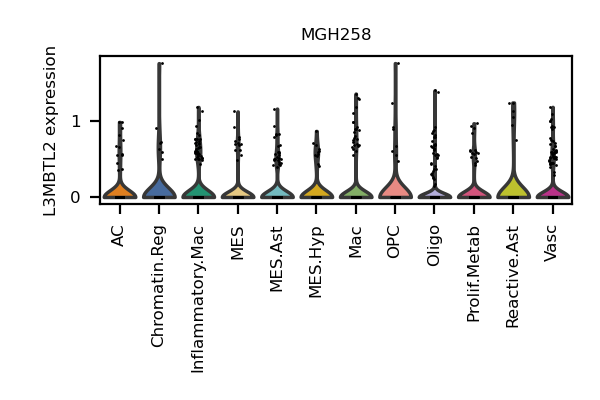 MGH258
L3MBTL2 expression
1
0
AC
Chromatin.Reg
Inflammatory.Mac
MES
MES.Ast
MES.Hyp
Mac
OPC
Oligo
Prolif.Metab
Reactive.Ast
Vasc